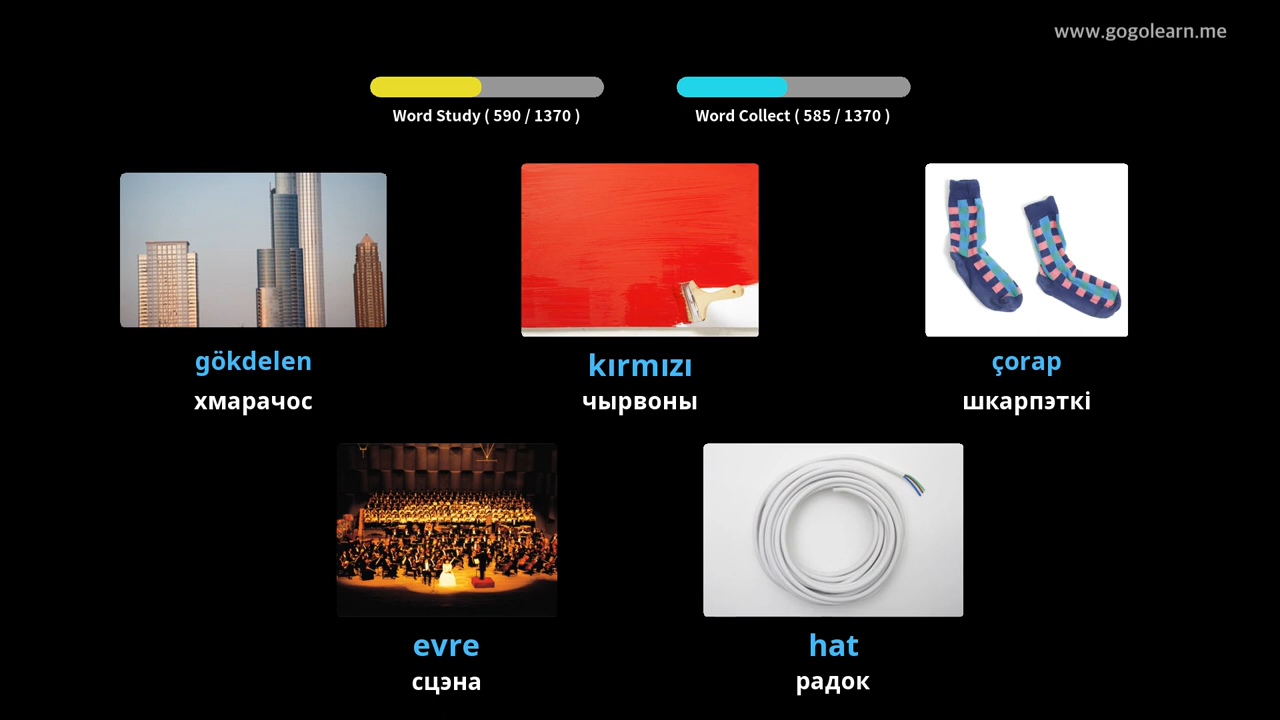 www.gogolearn.me
Word Study ( 590 / 1370 )
Word Collect ( 585 / 1370 )
gökdelen
хмарачос
kırmızı
чырвоны
çorap
шкарпэткі
evre
сцэна
hat
радок